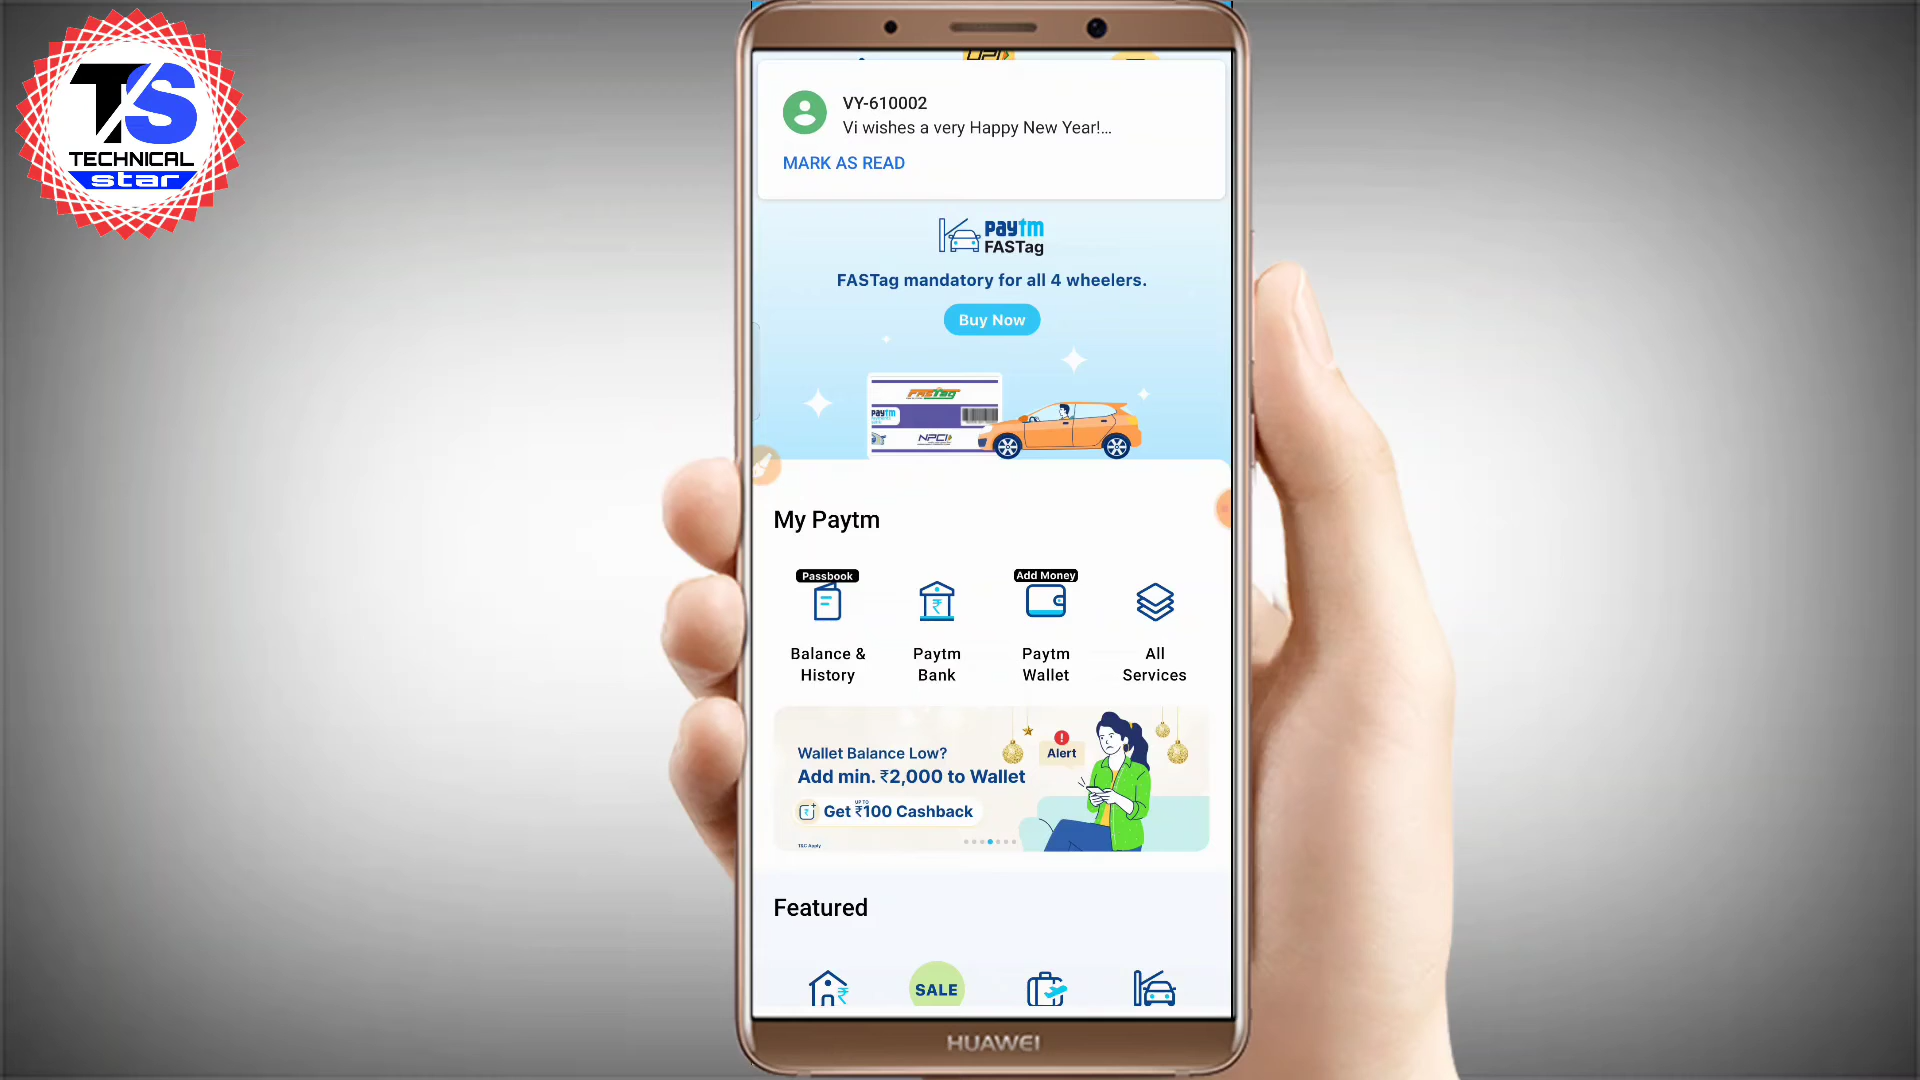 TS
TECHNICAL
star
UPI
VY-610002
Vi wishes a very Happy New Year!...
MARK AS READ
paytm
FASTag
FASTag mandatory for all 4 wheelers.
Buy Now
FASTag
paytm
NPCI
My Paytm
Passbook
Add Money
Balance &
History
Paytm
Bank
Paytm
Wallet
All
Services
Wallet Balance Low?
Add min. ₹2,000 to Wallet
UP TO
Get ₹100 Cashback
T&C Apply
Alert
Featured
SALE
HUAWEI